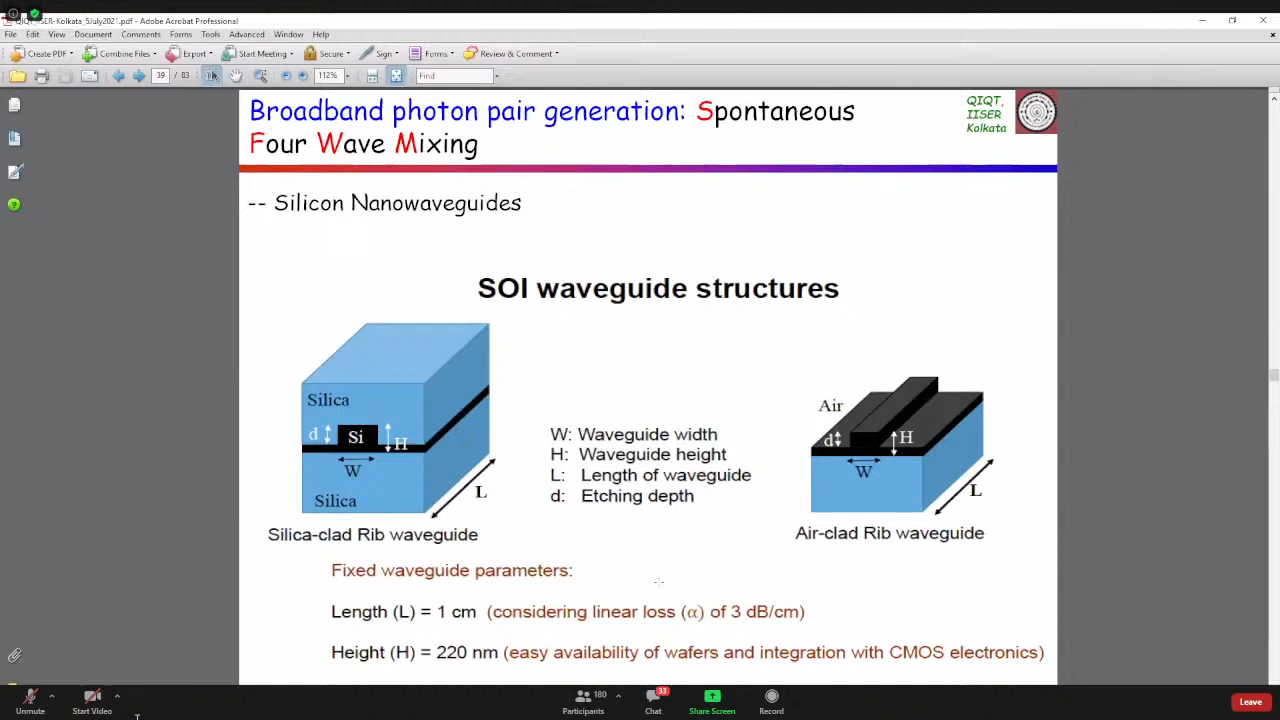 QIQT_IISER-Kolkata_5July2021.pdf - Adobe Acrobat Professional
File Edit View Document Comments Forms Tools Advanced Window Help
Create PDF Combine Files Export Start Meeting Secure Sign Forms Review & Comment
39 / 83 112% Find
Broadband photon pair generation: Spontaneous
Four Wave Mixing
QIQT,
IISER
Kolkata
-- Silicon Nanowaveguides
SOI waveguide structures
Silica
d Si H
W
Silica
L
Silica-clad Rib waveguide
W: Waveguide width
H: Waveguide height
L: Length of waveguide
d: Etching depth
Air
d H
W
L
Air-clad Rib waveguide
Fixed waveguide parameters:
Length (L) = 1 cm (considering linear loss (α) of 3 dB/cm)
Height (H) = 220 nm (easy availability of wafers and integration with CMOS electronics)
180 33
Unmute Start Video Participants Chat Share Screen Record Leave